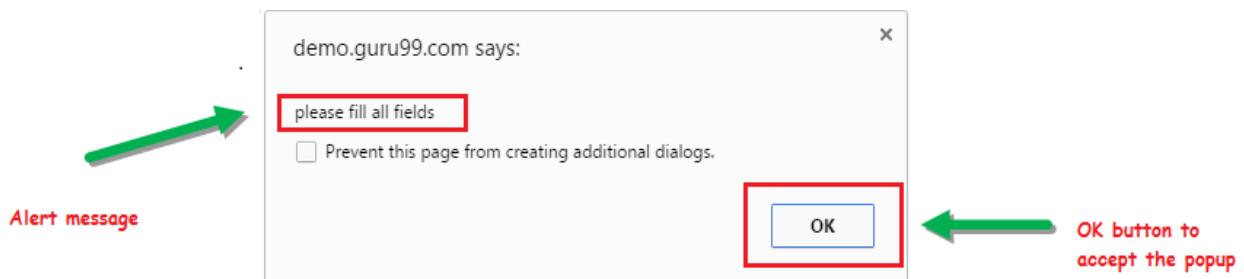 demo.guru99.com says:
please fill all fields
Prevent this page from creating additional dialogs.
OK
Alert message
OK button to
accept the popup